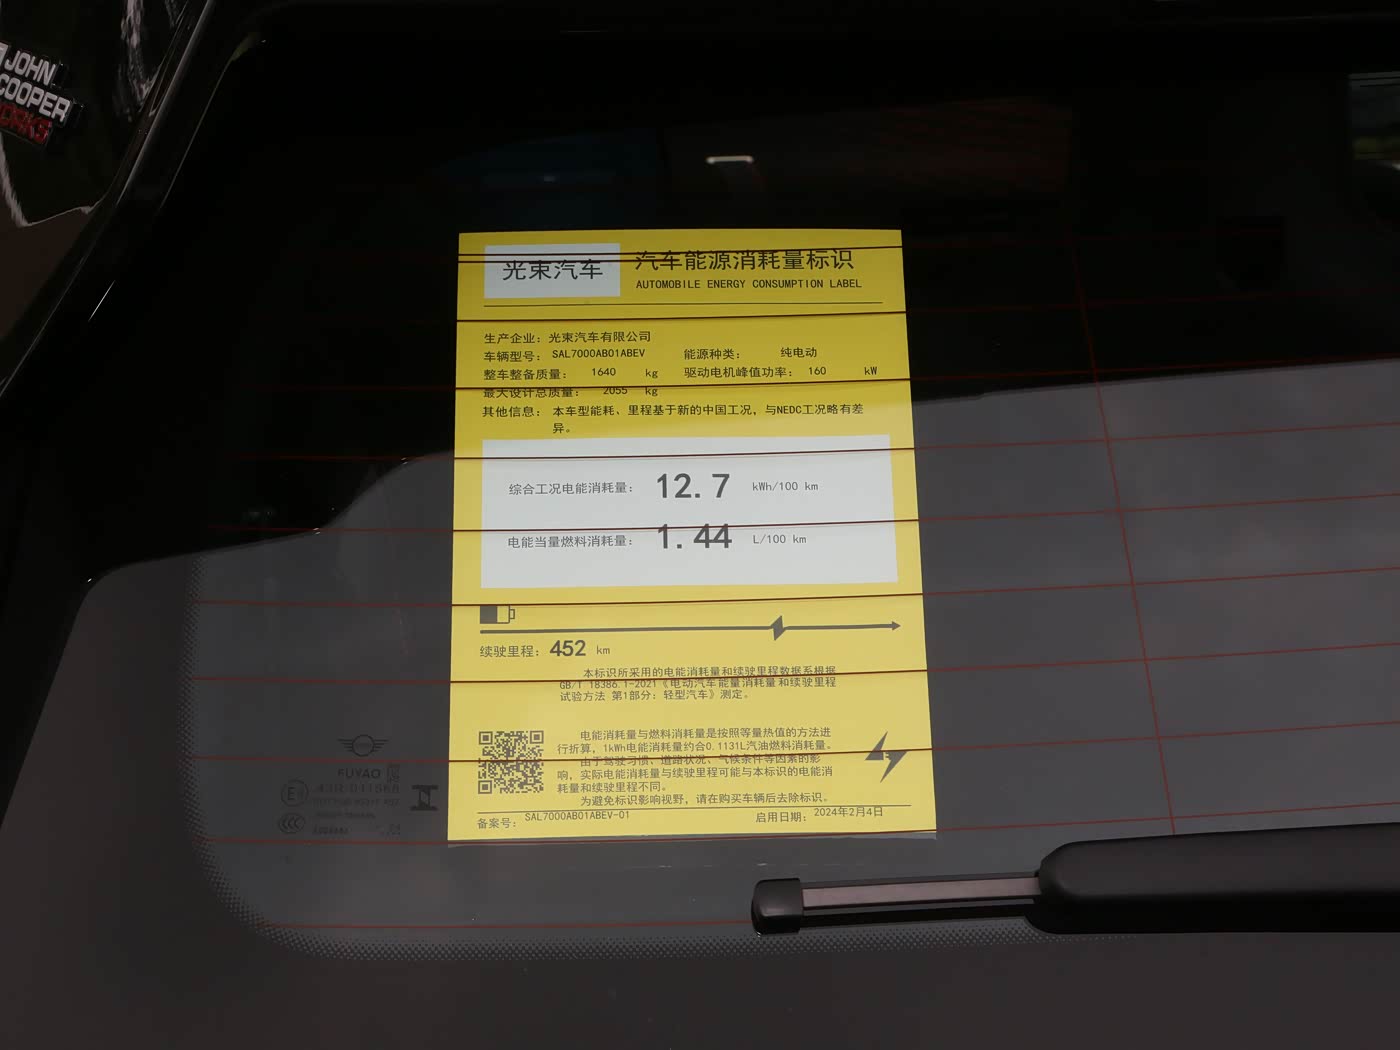 JOHN
COOPER
WORKS
光束汽车
汽车能源消耗量标识
AUTOMOBILE ENERGY CONSUMPTION LABEL
生产企业：光束汽车有限公司
车辆型号：SAL7000AB01ABEV 能源种类：纯电动
整车整备质量：1640 kg 驱动电机峰值功率：160 kW
最大设计总质量：2055 kg
其他信息：本车型能耗、里程基于新的中国工况，与NEDC工况略有差
异。
综合工况电能消耗量：12.7 kWh/100 km
电能当量燃料消耗量：1.44 L/100 km
续驶里程：452 km
本标识所采用的电能消耗量和续驶里程数据系根据
GB/T 18386.1-2021《电动汽车能量消耗量和续驶里程
试验方法 第1部分：轻型汽车》测定。
电能消耗量与燃料消耗量是按照等量热值的方法进
行折算，1kWh电能消耗量约合0.1131L汽油燃料消耗量。
由于驾驶习惯、道路状况、气候条件等因素的影
响，实际电能消耗量与续驶里程可能与本标识的电能消
耗量和续驶里程不同。
为避免标识影响视野，请在购买车辆后去除标识。
备案号：SAL7000AB01ABEV-01 启用日期：2024年2月4日
FUYAO